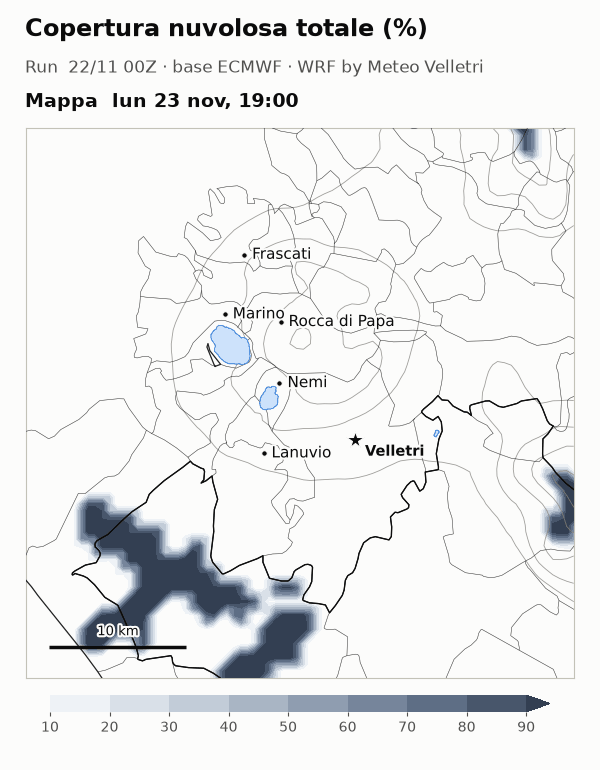 Copertura nuvolosa totale (%)
Run  22/11 00Z · base ECMWF · WRF by Meteo Velletri
Mappa  lun 23 nov, 19:00
Frascati
Marino
Rocca di Papa
Nemi
Velletri
Lanuvio
10 km
10 20 30 40 50 60 70 80 90